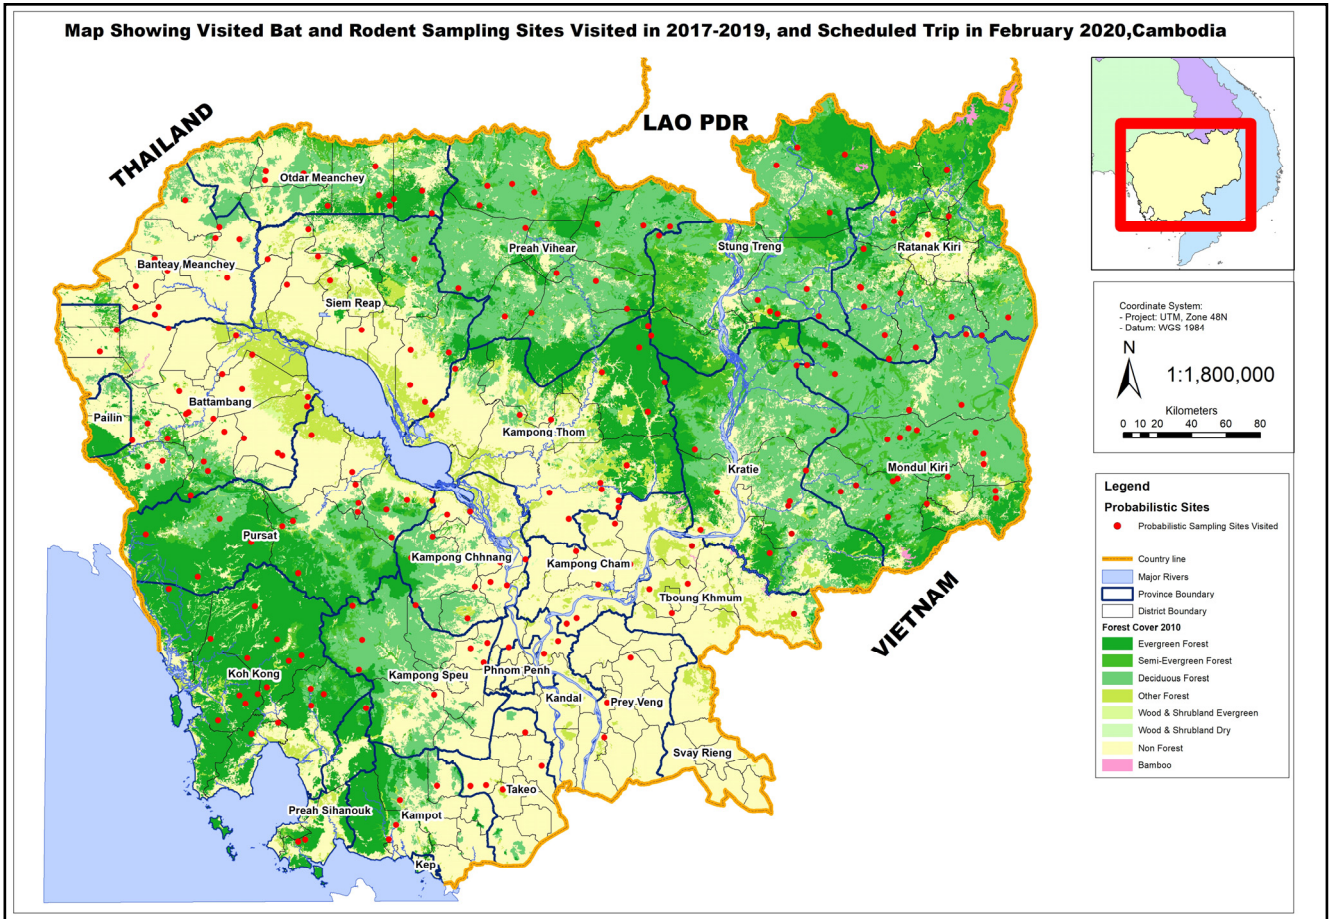 Map Showing Visited Bat and Rodent Sampling Sites Visited in 2017-2019, and Scheduled Trip in February 2020,Cambodia
THAILAND
LAO PDR
VIETNAM
Otdar Meanchey
Banteay Meanchey
Siem Reap
Preah Vihear
Stung Treng
Ratanak Kiri
Battambang
Pailin
Kampong Thom
Kratie
Mondul Kiri
Pursat
Kampong Chhnang
Kampong Cham
Tboung Khmum
Koh Kong
Kampong Speu
Phnom Penh
Kandal
Prey Veng
Svay Rieng
Takeo
Preah Sihanouk
Kampot
Kep
Coordinate System:
- Project: UTM, Zone 48N
- Datum: WGS 1984
N
1:1,800,000
Kilometers
0 10 20 40 60 80
Legend
Probabilistic Sites
Probabilistic Sampling Sites Visited
Country line
Major Rivers
Province Boundary
District Boundary
Forest Cover 2010
Evergreen Forest
Semi-Evergreen Forest
Deciduous Forest
Other Forest
Wood & Shrubland Evergreen
Wood & Shrubland Dry
Non Forest
Bamboo